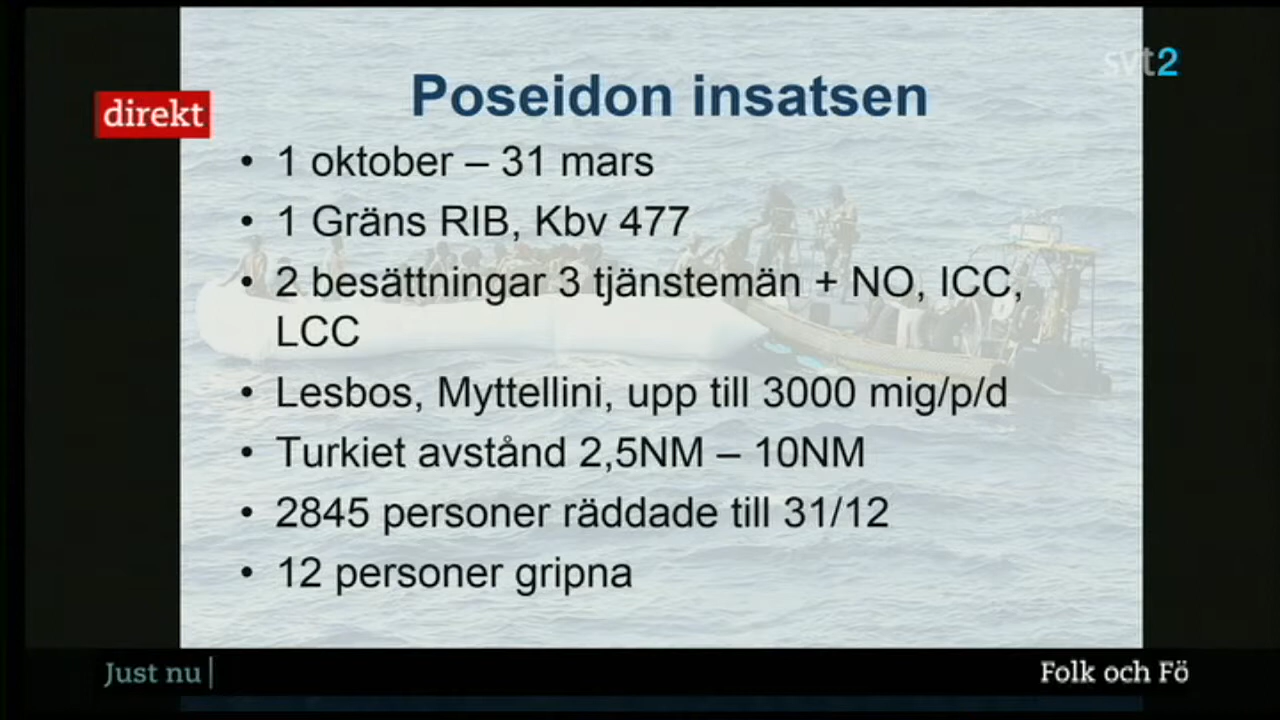 svt2
Poseidon insatsen
direkt
• 1 oktober – 31 mars
• 1 Gräns RIB, Kbv 477
• 2 besättningar 3 tjänstemän + NO, ICC,
LCC
• Lesbos, Myttellini, upp till 3000 mig/p/d
• Turkiet avstånd 2,5NM – 10NM
• 2845 personer räddade till 31/12
• 12 personer gripna
Just nu
Folk och Fö